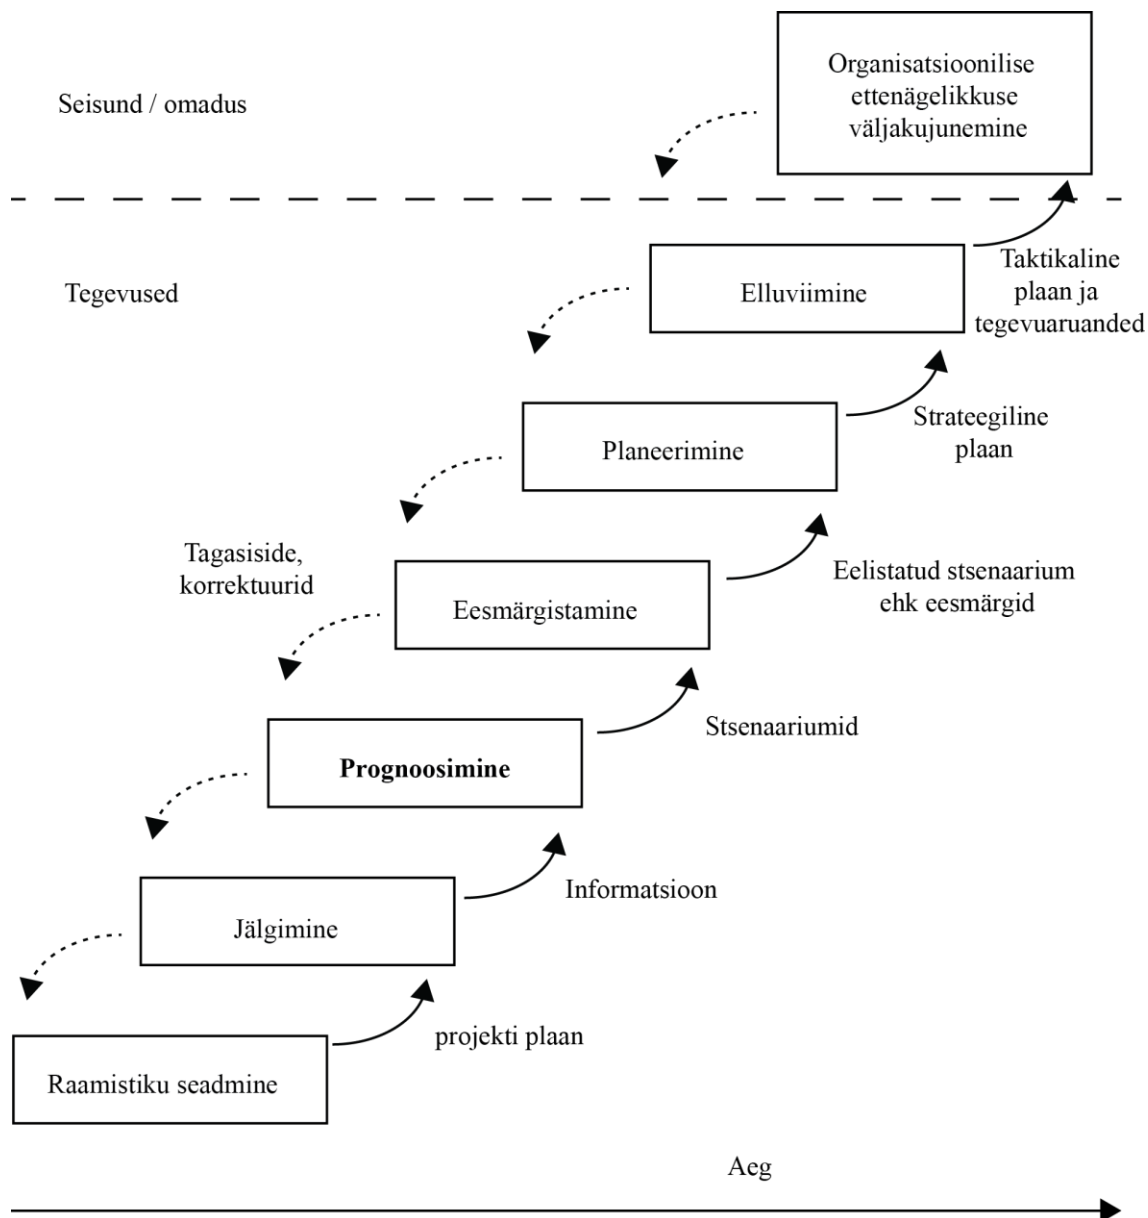 Organisatsioonilise
ettenägelikkuse
väljakujunemine
Seisund / omadus
Tegevused
Elluviimine
Taktikaline
plaan ja
tegevuaruanded
Planeerimine
Strateegiline
plaan
Tagasiside,
korrektuurid
Eesmärgistamine
Eelistatud stsenaarium
ehk eesmärgid
Prognoosimine
Stsenaariumid
Jälgimine
Informatsioon
Raamistiku seadmine
projekti plaan
Aeg